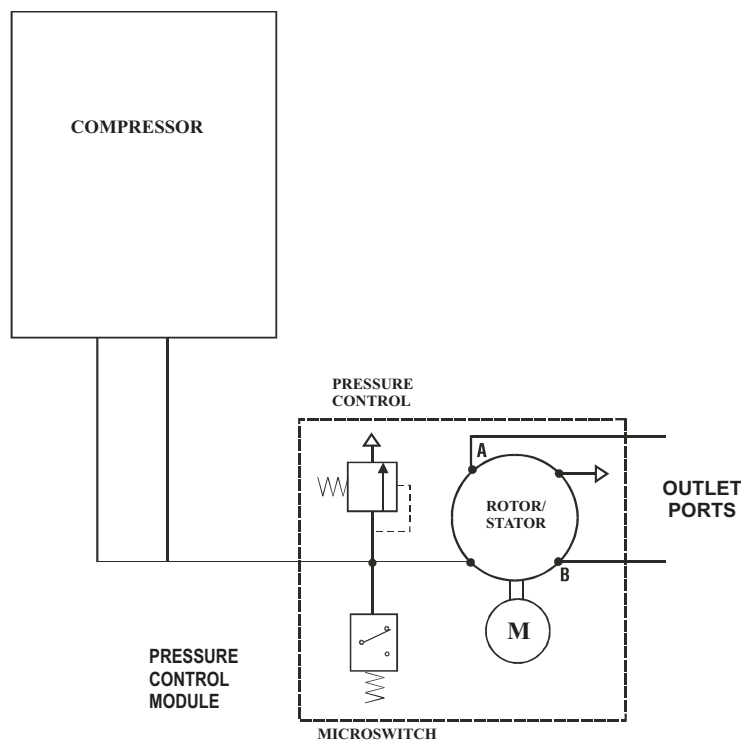 COMPRESSOR
PRESSURE
CONTROL
A
ROTOR/
STATOR
OUTLET
PORTS
B
M
PRESSURE
CONTROL
MODULE
MICROSWITCH